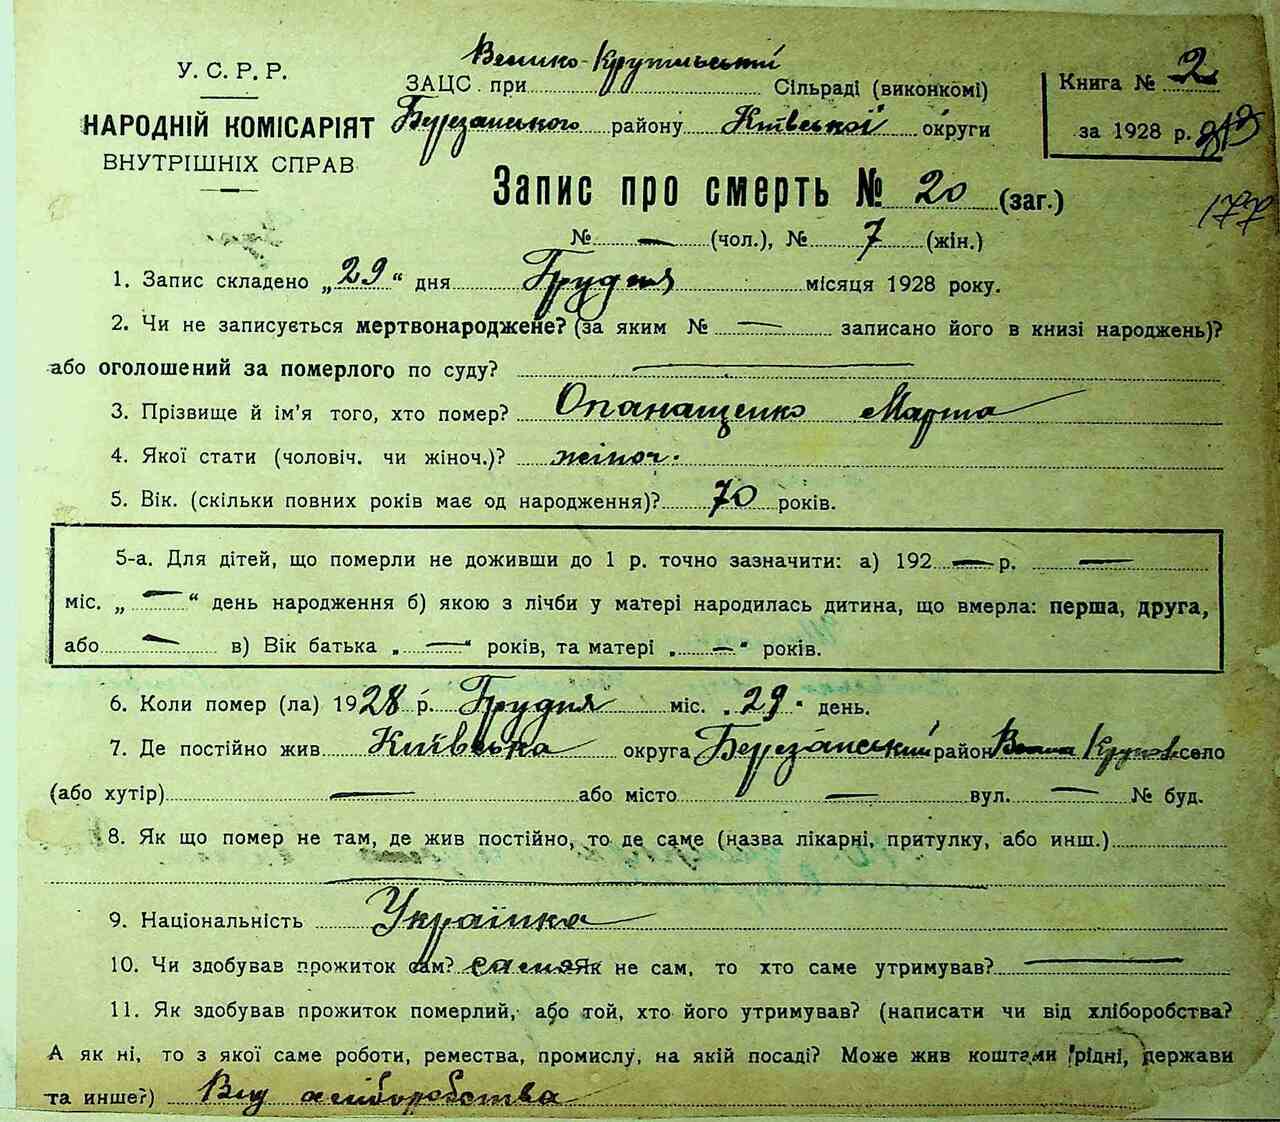 У. С. Р. Р.
НАРОДНІЙ КОМІСАРІЯТ
ВНУТРІШНІХ СПРАВ
Велико-Крупільській
ЗАЦС при Сільраді (виконкомі)
Березанського району Київської округи
Книга № 2
за 1928 р.
177
Запис про смерть № 20 (заг.)
№ — (чол.), № 7 (жін.)
1. Запис складено „29“ дня Грудня місяця 1928 року.
2. Чи не записується мертвонароджене? (за яким № — записано його в книзі народжень)?
або оголошений за померлого по суду? —
3. Прізвище й ім'я того, хто помер? Опанащенко Марта
4. Якої стати (чоловіч. чи жіноч.)? жіноч.
5. Вік. (скільки повних років має од народження)? 70 років.
5-а. Для дітей, що померли не доживши до 1 р. точно зазначити: а) 192 — р. —
міс. „ — “ день народження б) якою з лічби у матері народилась дитина, що вмерла: перша, друга,
або — в) Вік батька „ — “ років, та матері „ — “ років.
6. Коли помер (ла) 1928 р. Грудня міс. „29“ день.
7. Де постійно жив Київська округа Березанський район Велика село
(або хутір) — або місто — вул. — № буд.
8. Як що помер не там, де жив постійно, то де саме (назва лікарні, притулку, або инш.)
—
9. Національність Українка
10. Чи здобував прожиток сам? сама Як не сам, то хто саме утримував? —
11. Як здобував прожиток померлий, або той, хто його утримував? (написати чи від хліборобства?
А як ні, то з якої саме роботи, ремества, промислу, на якій посаді? Може жив коштами рідні, держави
та инше?) Від хліборобства